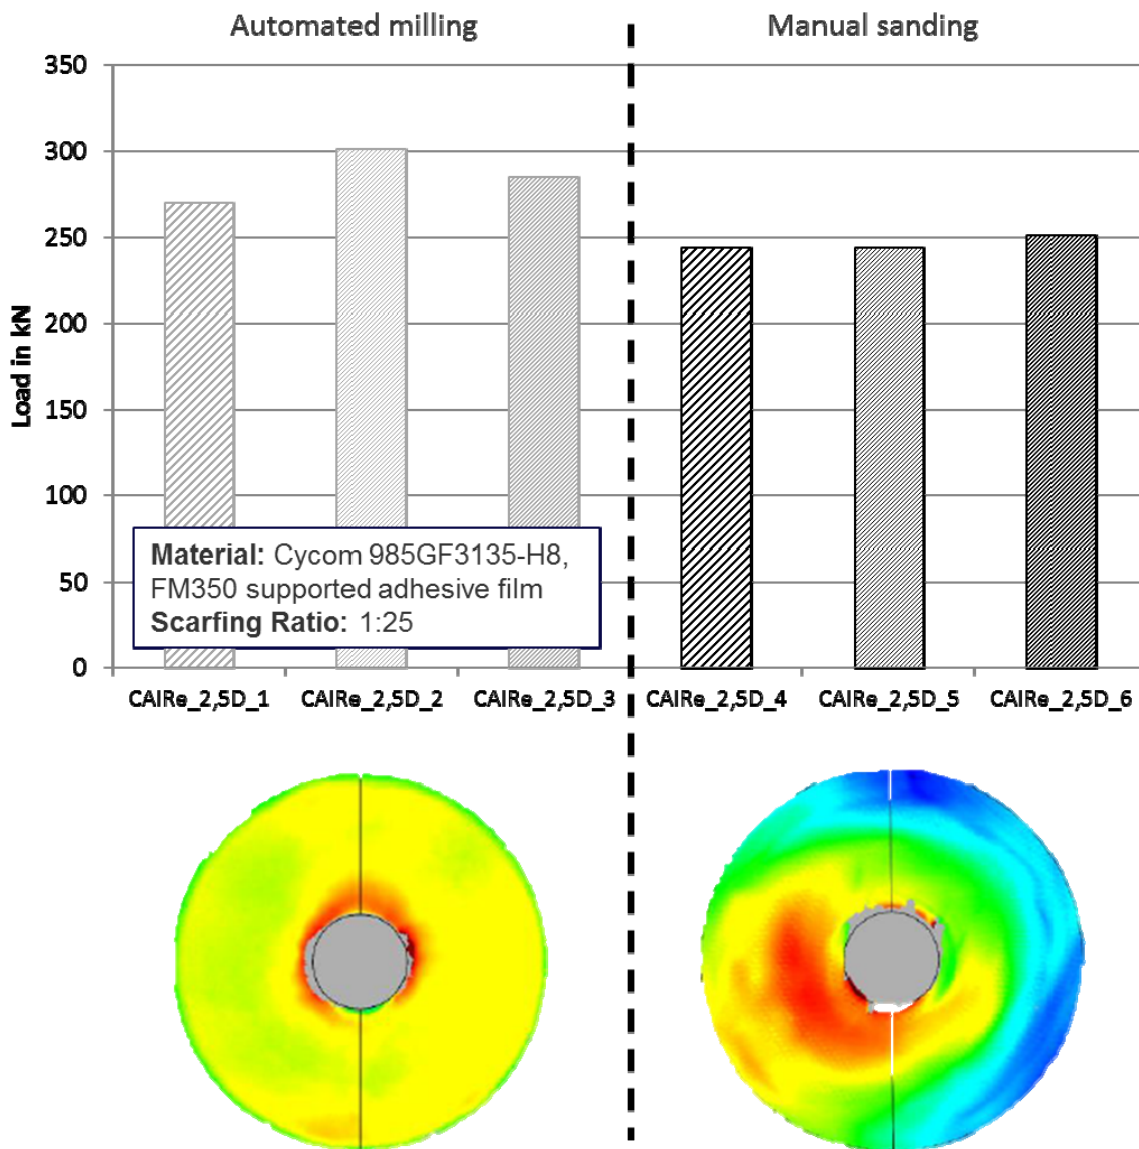 Automated milling
Manual sanding
Load in kN
350
300
250
200
150
100
50
0
Material: Cycom 985GF3135-H8,
FM350 supported adhesive film
Scarfing Ratio: 1:25
CAIRe_2,5D_1
CAIRe_2,5D_2
CAIRe_2,5D_3
CAIRe_2,5D_4
CAIRe_2,5D_5
CAIRe_2,5D_6